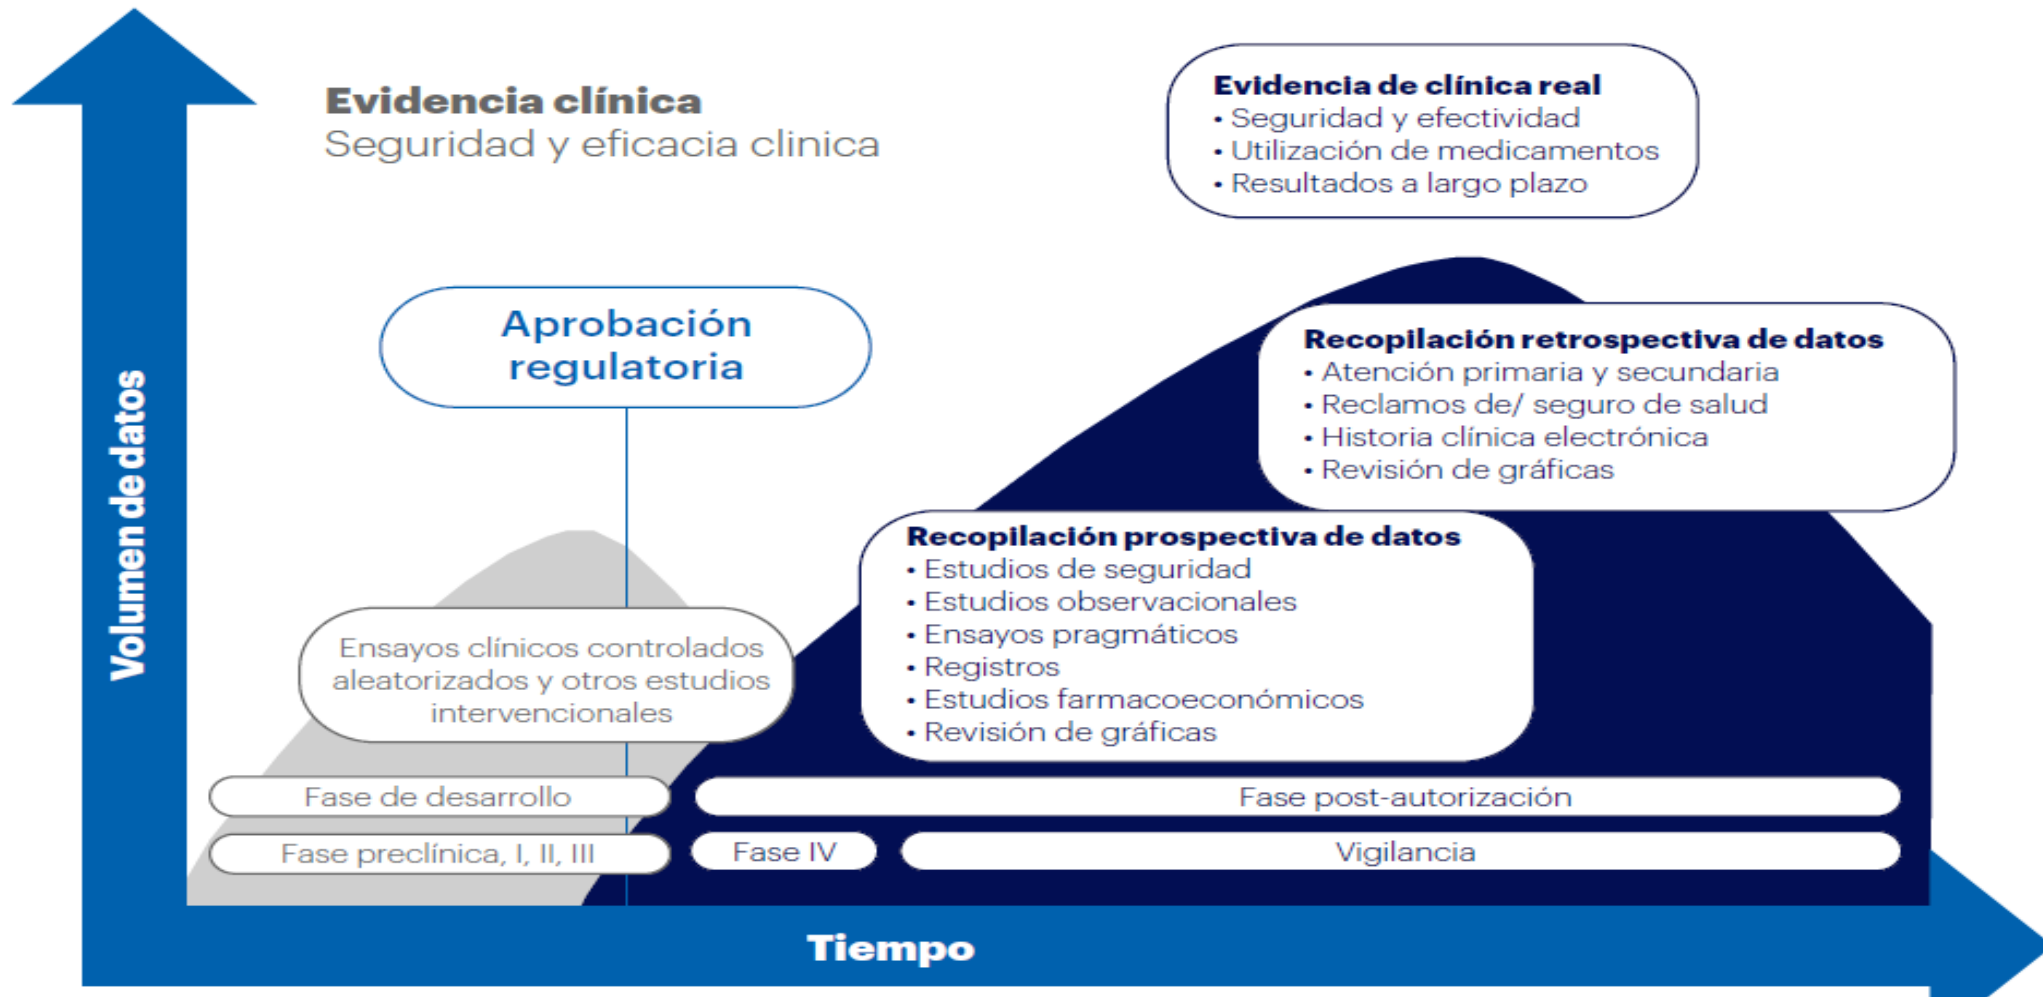 Evidencia clínica
Seguridad y eficacia clinica
Evidencia de clínica real
• Seguridad y efectividad
• Utilización de medicamentos
• Resultados a largo plazo
Aprobación
regulatoria
Recopilación retrospectiva de datos
• Atención primaria y secundaria
• Reclamos de/ seguro de salud
• Historia clínica electrónica
• Revisión de gráficas
Volumen de datos
Recopilación prospectiva de datos
• Estudios de seguridad
• Estudios observacionales
• Ensayos pragmáticos
• Registros
• Estudios farmacoeconómicos
• Revisión de gráficas
Ensayos clínicos controlados
aleatorizados y otros estudios
intervencionales
Fase de desarrollo
Fase post-autorización
Fase preclínica, I, II, III
Fase IV
Vigilancia
Tiempo